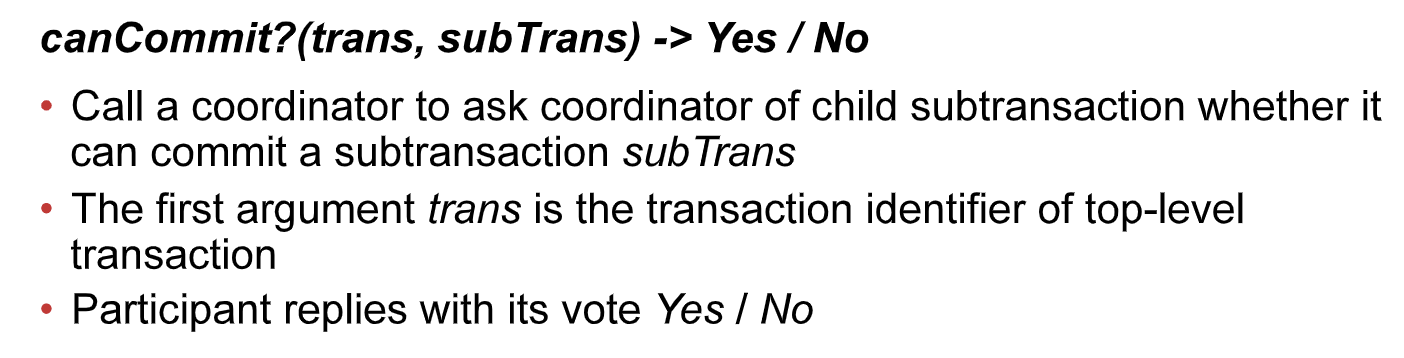 canCommit?(trans, subTrans) -> Yes / No
• Call a coordinator to ask coordinator of child subtransaction whether it
can commit a subtransaction subTrans
• The first argument trans is the transaction identifier of top-level
transaction
• Participant replies with its vote Yes / No